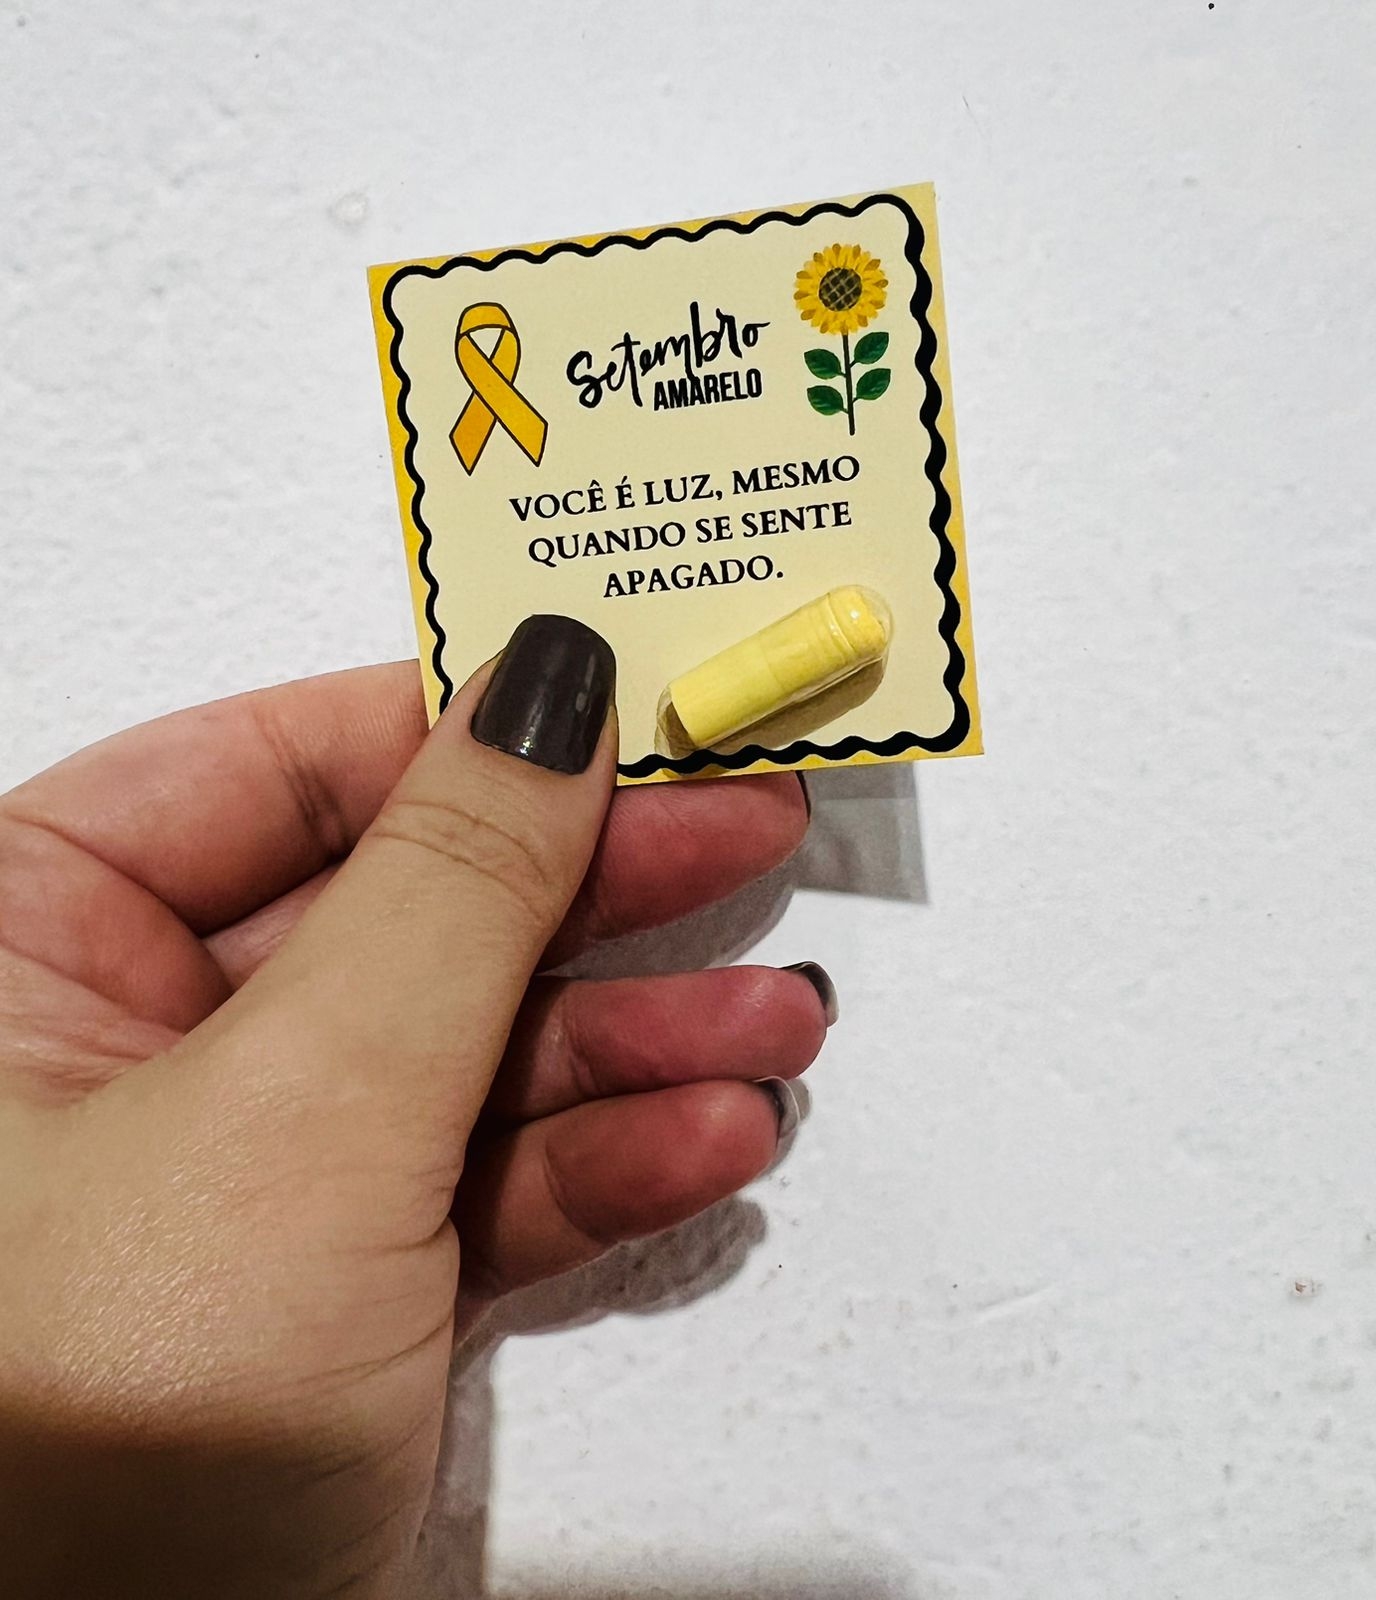 Setembro
AMARELO
VOCÊ É LUZ, MESMO
QUANDO SE SENTE
APAGADO.